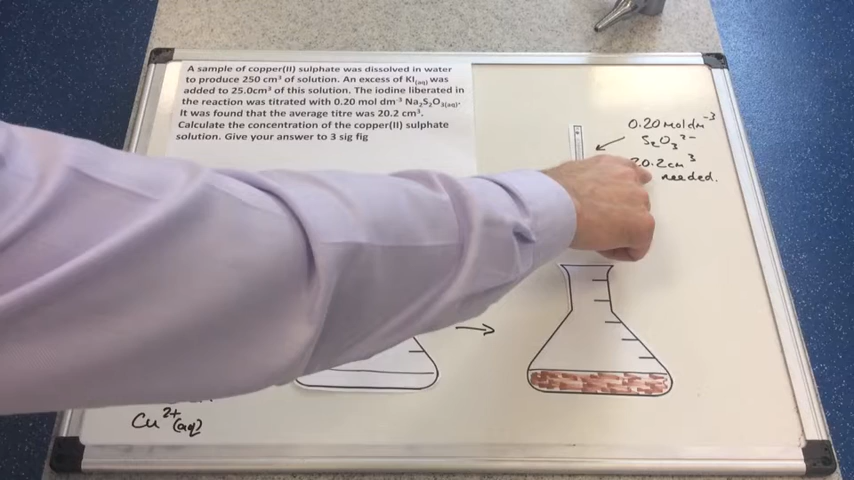 A sample of copper(II) sulphate was dissolved in water
to produce 250 cm³ of solution. An excess of KI(aq) was
added to 25.0cm³ of this solution. The iodine liberated in
the reaction was titrated with 0.20 mol dm⁻³ Na₂S₂O₃(aq).
It was found that the average titre was 20.2 cm³.
Calculate the concentration of the copper(II) sulphate
solution. Give your answer to 3 sig fig
0.20 mol dm⁻³
S₂O₃²⁻
20.2cm³
needed.
Cu²⁺(aq)